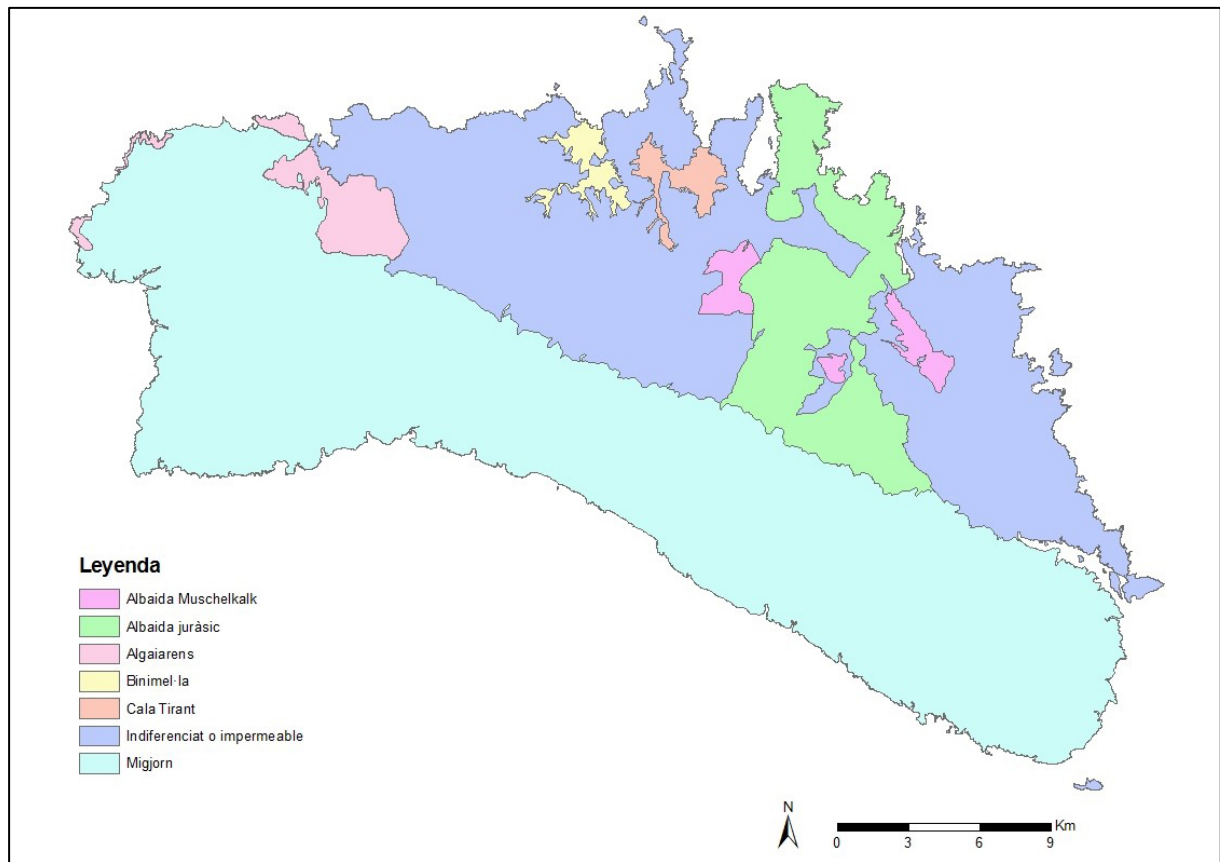 Leyenda
Albaida Muschelkalk
Albaida juràsic
Algaiarens
Binimel·la
Cala Tirant
Indiferenciat o impermeable
Migjorn
N
Km
0 3 6 9